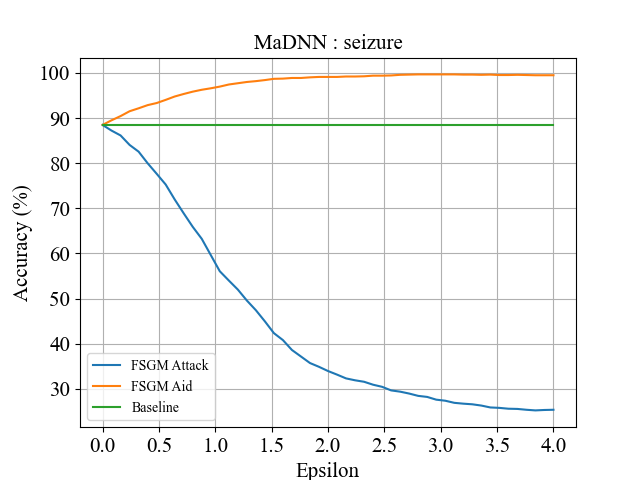 MaDNN : seizure
Accuracy (%)
100
90
80
70
60
50
40
30
FSGM Attack
FSGM Aid
Baseline
0.0 0.5 1.0 1.5 2.0 2.5 3.0 3.5 4.0
Epsilon